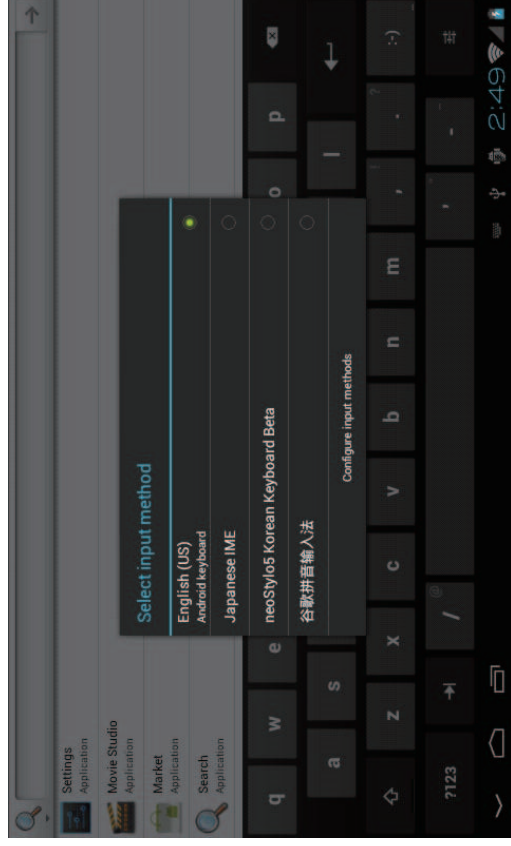 Settings
Application
Movie Studio
Application
Market
Application
Search
Application
Select input method
English (US)
Android keyboard
Japanese IME
neoStylo5 Korean Keyboard Beta
谷歌拼音输入法
Configure input methods
q w e o p
a s l
z x c v b n m , ! . ? :-)
?123 / @ ' -
2:49